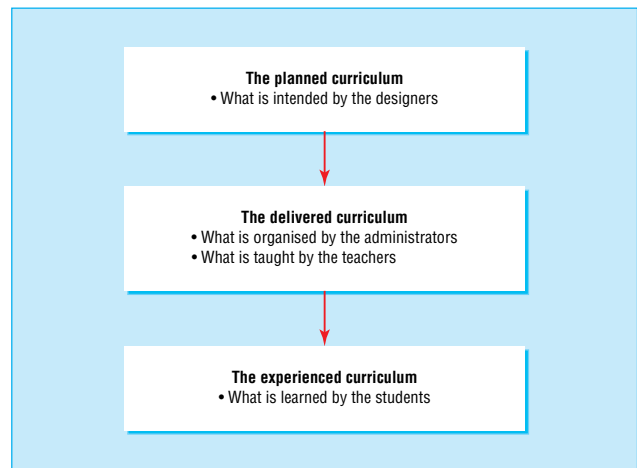 The planned curriculum
• What is intended by the designers
The delivered curriculum
• What is organised by the administrators
• What is taught by the teachers
The experienced curriculum
• What is learned by the students